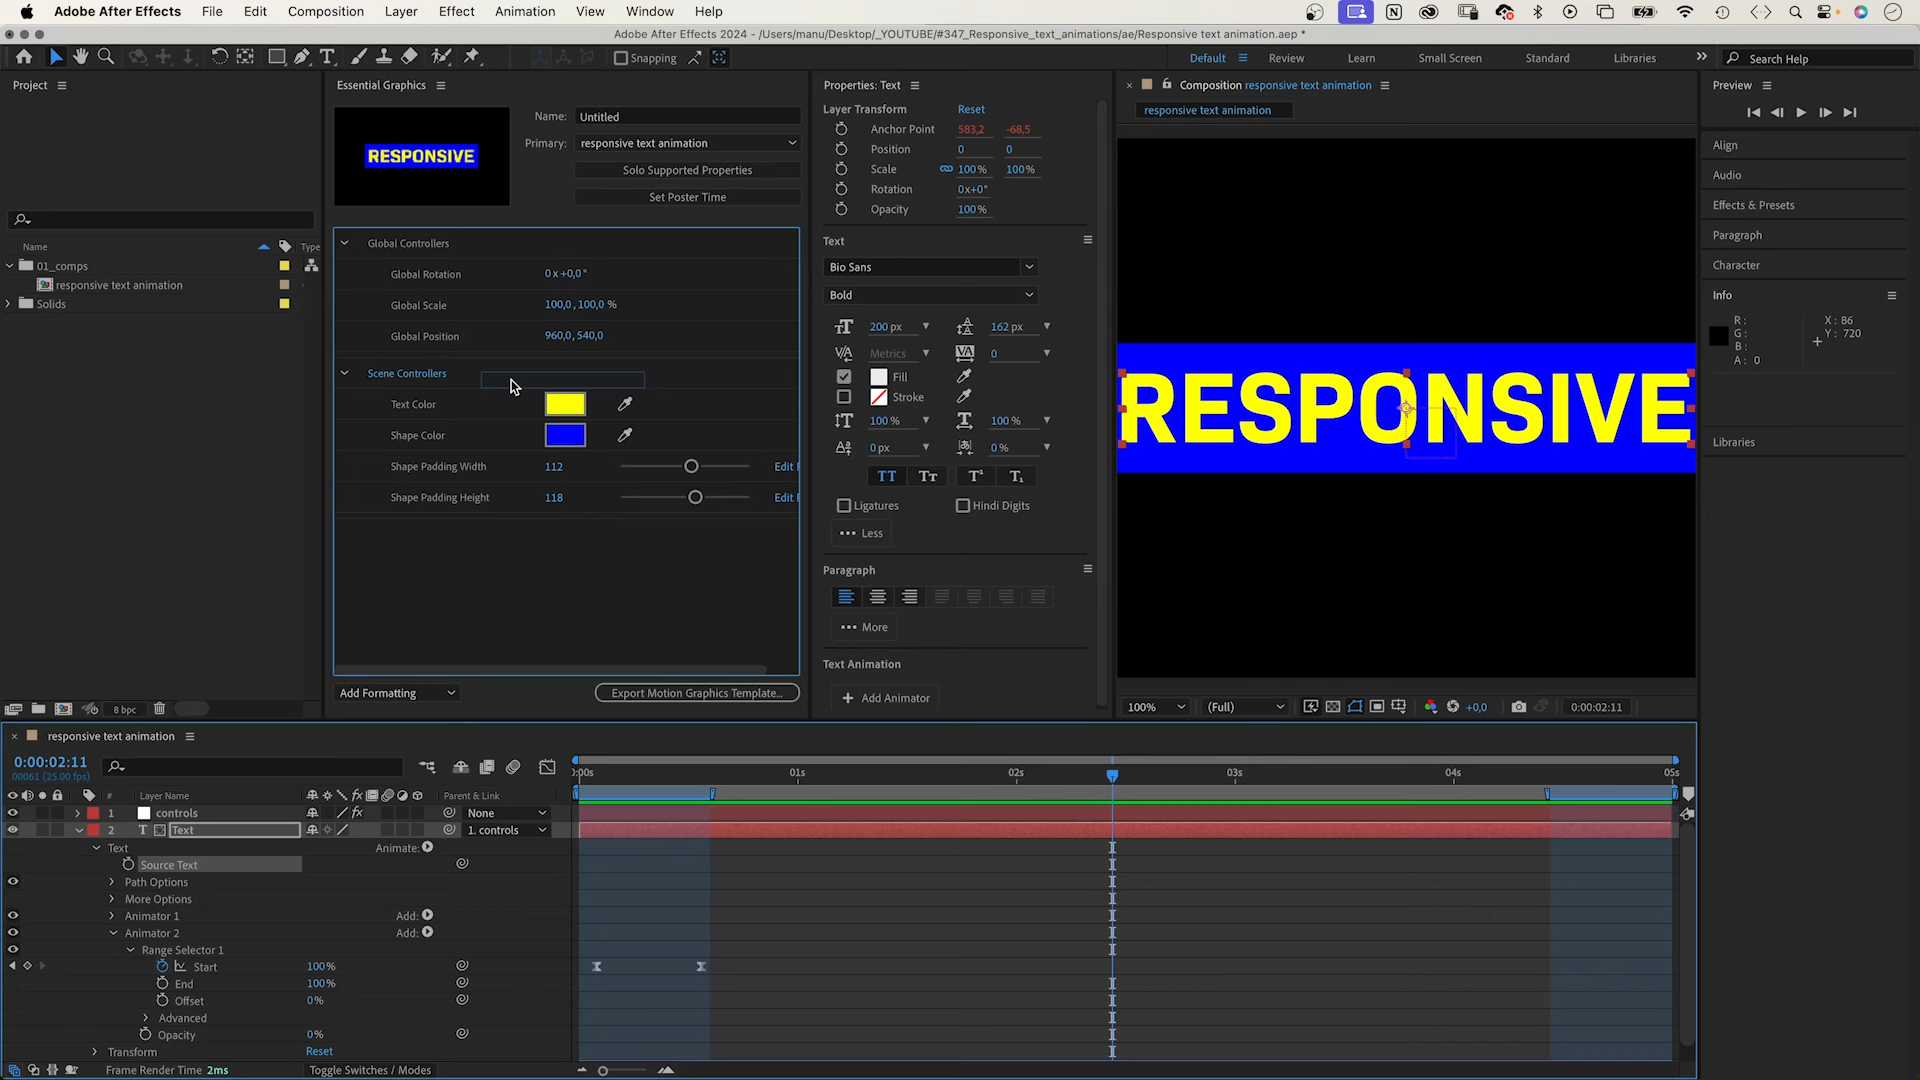 Adobe After Effects File Edit Composition Layer Effect Animation View Window Help
Adobe After Effects 2024 - /Users/manu/Desktop/_YOUTUBE/#347_Responsive_text_animations/ae/Responsive text animation.aep *
Snapping
Default Review Learn Small Screen Standard Libraries Search Help
Project
Name Type
01_comps
responsive text animation
Solids
8 bpc
Essential Graphics
RESPONSIVE
Name: Untitled
Primary: responsive text animation
Solo Supported Properties
Set Poster Time
Global Controllers
Global Rotation 0 x +0,0°
Global Scale 100,0 , 100,0 %
Global Position 960,0 , 540,0
Scene Controllers
Text Color
Shape Color
Shape Padding Width 112 Edit
Shape Padding Height 118 Edit
Add Formatting Export Motion Graphics Template...
Properties: Text
Layer Transform Reset
Anchor Point 583,2 -68,5
Position 0 0
Scale 100 % 100 %
Rotation 0x+0°
Opacity 100 %
Text
Bio Sans
Bold
200 px 162 px
Metrics 0
Fill
Stroke
100 % 100 %
0 px 0 %
TT Tт T¹ T₁
Ligatures Hindi Digits
Less
Paragraph
More
Text Animation
Add Animator
Composition responsive text animation
responsive text animation
RESPONSIVE
100% (Full) +0,0 0:00:02:11
Preview
Align
Audio
Effects & Presets
Paragraph
Character
Info
R: X: 86
G: Y: 720
B:
A: 0
Libraries
responsive text animation
0:00:02:11
00061 (25.00 fps)
# Layer Name Parent & Link
:00s 01s 02s 03s 04s 05s
1 controls None
2 T Text 1. controls
Text Animate:
Source Text
Path Options
More Options
Animator 1 Add:
Animator 2 Add:
Range Selector 1
Start 100%
End 100%
Offset 0%
Advanced
Opacity 0%
Transform Reset
Frame Render Time 2ms Toggle Switches / Modes